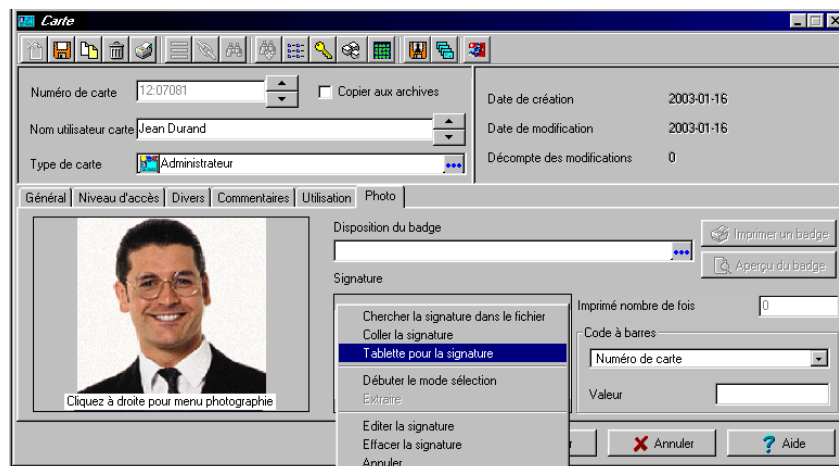 Carte
Numéro de carte 12:07081 Copier aux archives
Date de création 2003-01-16
Nom utilisateur carte Jean Durand
Date de modification 2003-01-16
Type de carte Administrateur
Décompte des modifications 0
Général Niveau d'accès Divers Commentaires Utilisation Photo
Disposition du badge
Imprimer un badge
Aperçu du badge
Signature
Chercher la signature dans le fichier
Coller la signature
Tablette pour la signature
Débuter le mode sélection
Extraire
Editer la signature
Effacer la signature
Annuler
Imprimé nombre de fois 0
Code à barres
Numéro de carte
Valeur
Cliquez à droite pour menu photographie
Annuler
? Aide